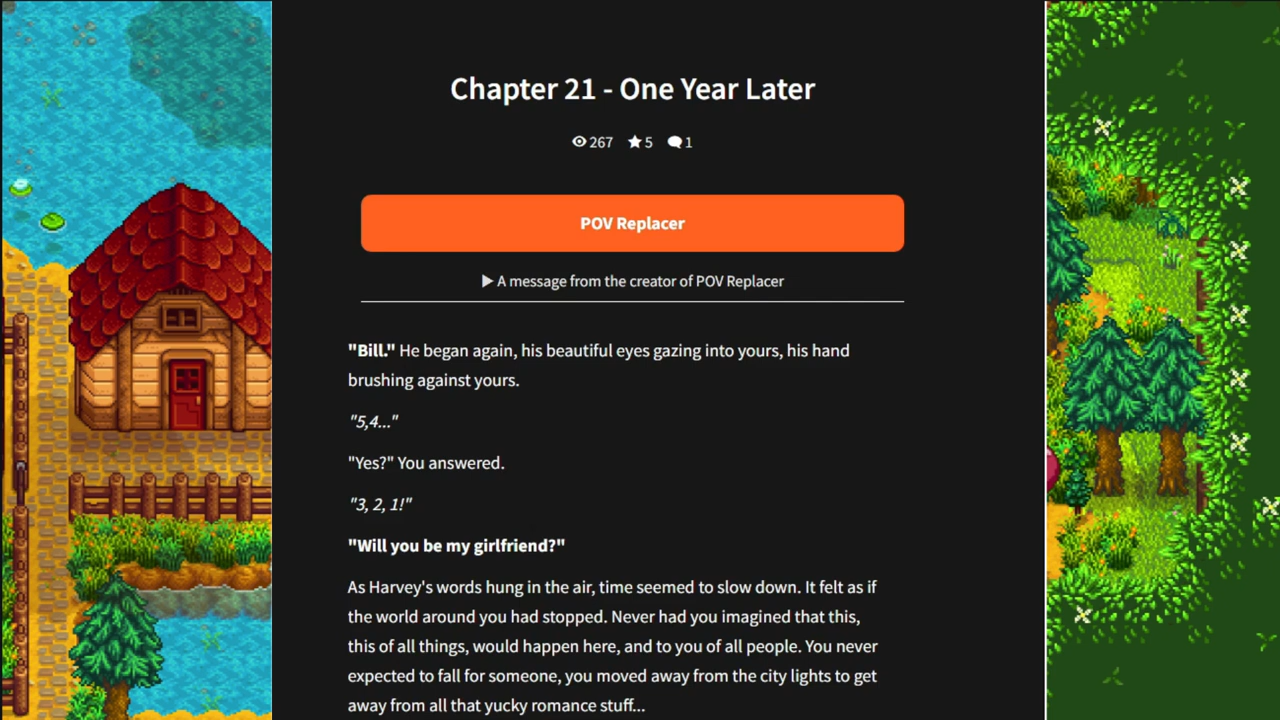 Chapter 21 - One Year Later
267 5 1
POV Replacer
▶ A message from the creator of POV Replacer
"Bill." He began again, his beautiful eyes gazing into yours, his hand
brushing against yours.
"5,4..."
"Yes?" You answered.
"3, 2, 1!"
"Will you be my girlfriend?"
As Harvey's words hung in the air, time seemed to slow down. It felt as if
the world around you had stopped. Never had you imagined that this,
this of all things, would happen here, and to you of all people. You never
expected to fall for someone, you moved away from the city lights to get
away from all that yucky romance stuff...